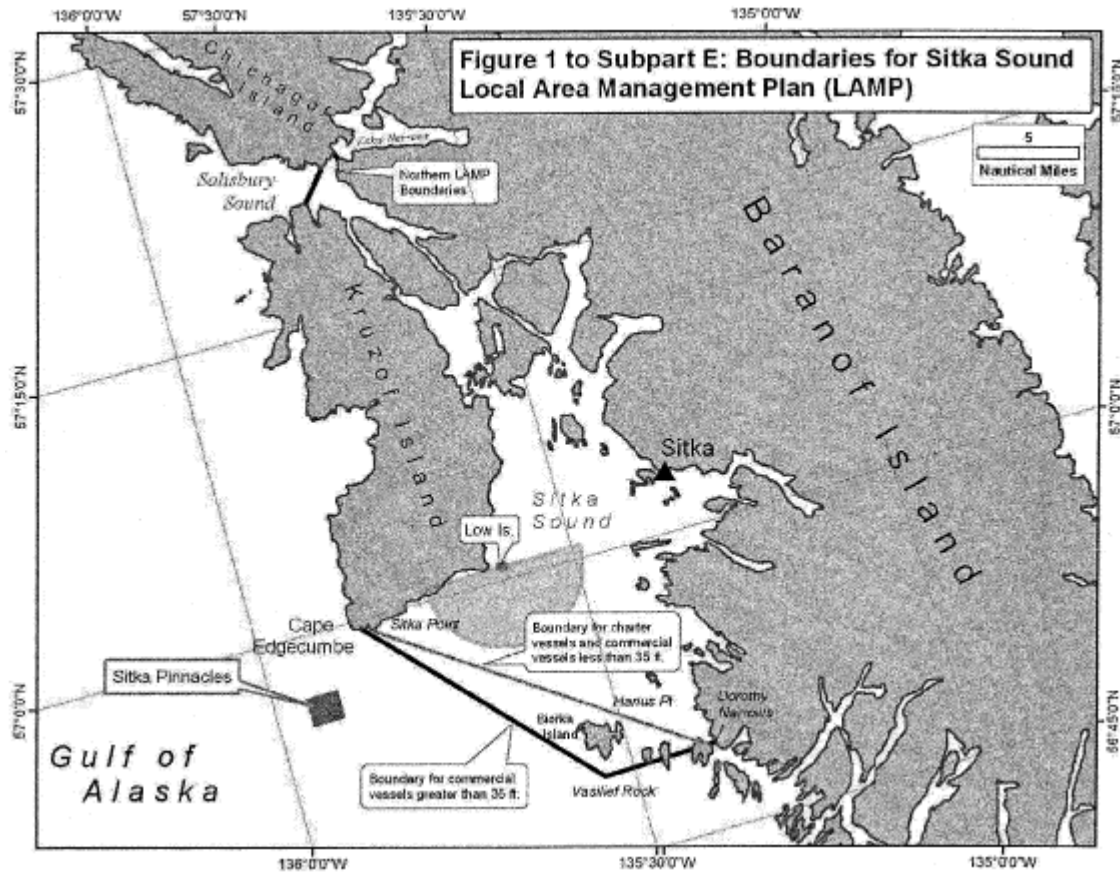 136°0'0"W
57°30'0"N
135°30'0"W
135°0'0"W
Figure 1 to Subpart E: Boundaries for Sitka Sound
Local Area Management Plan (LAMP)
57°30'0"N
57°15'0"N
5
Nautical Miles
Chichagof
Island
Northern LAMP
Boundaries
Salisbury
Sound
Baranof Island
Kruzof Island
57°15'0"N
57°0'0"N
Sitka
Sitka
Sound
Low Is.
Cape
Edgecumbe
Sitka Point
Boundary for charter
vessels and commercial
vessels less than 35 ft.
Sitka Pinnacles
Dorothy
Narrows
Biorka
Island
57°0'0"N
56°45'0"N
Gulf of
Alaska
Boundary for commercial
vessels greater than 35 ft.
Vasilief Rock
136°0'0"W
135°30'0"W
135°0'0"W